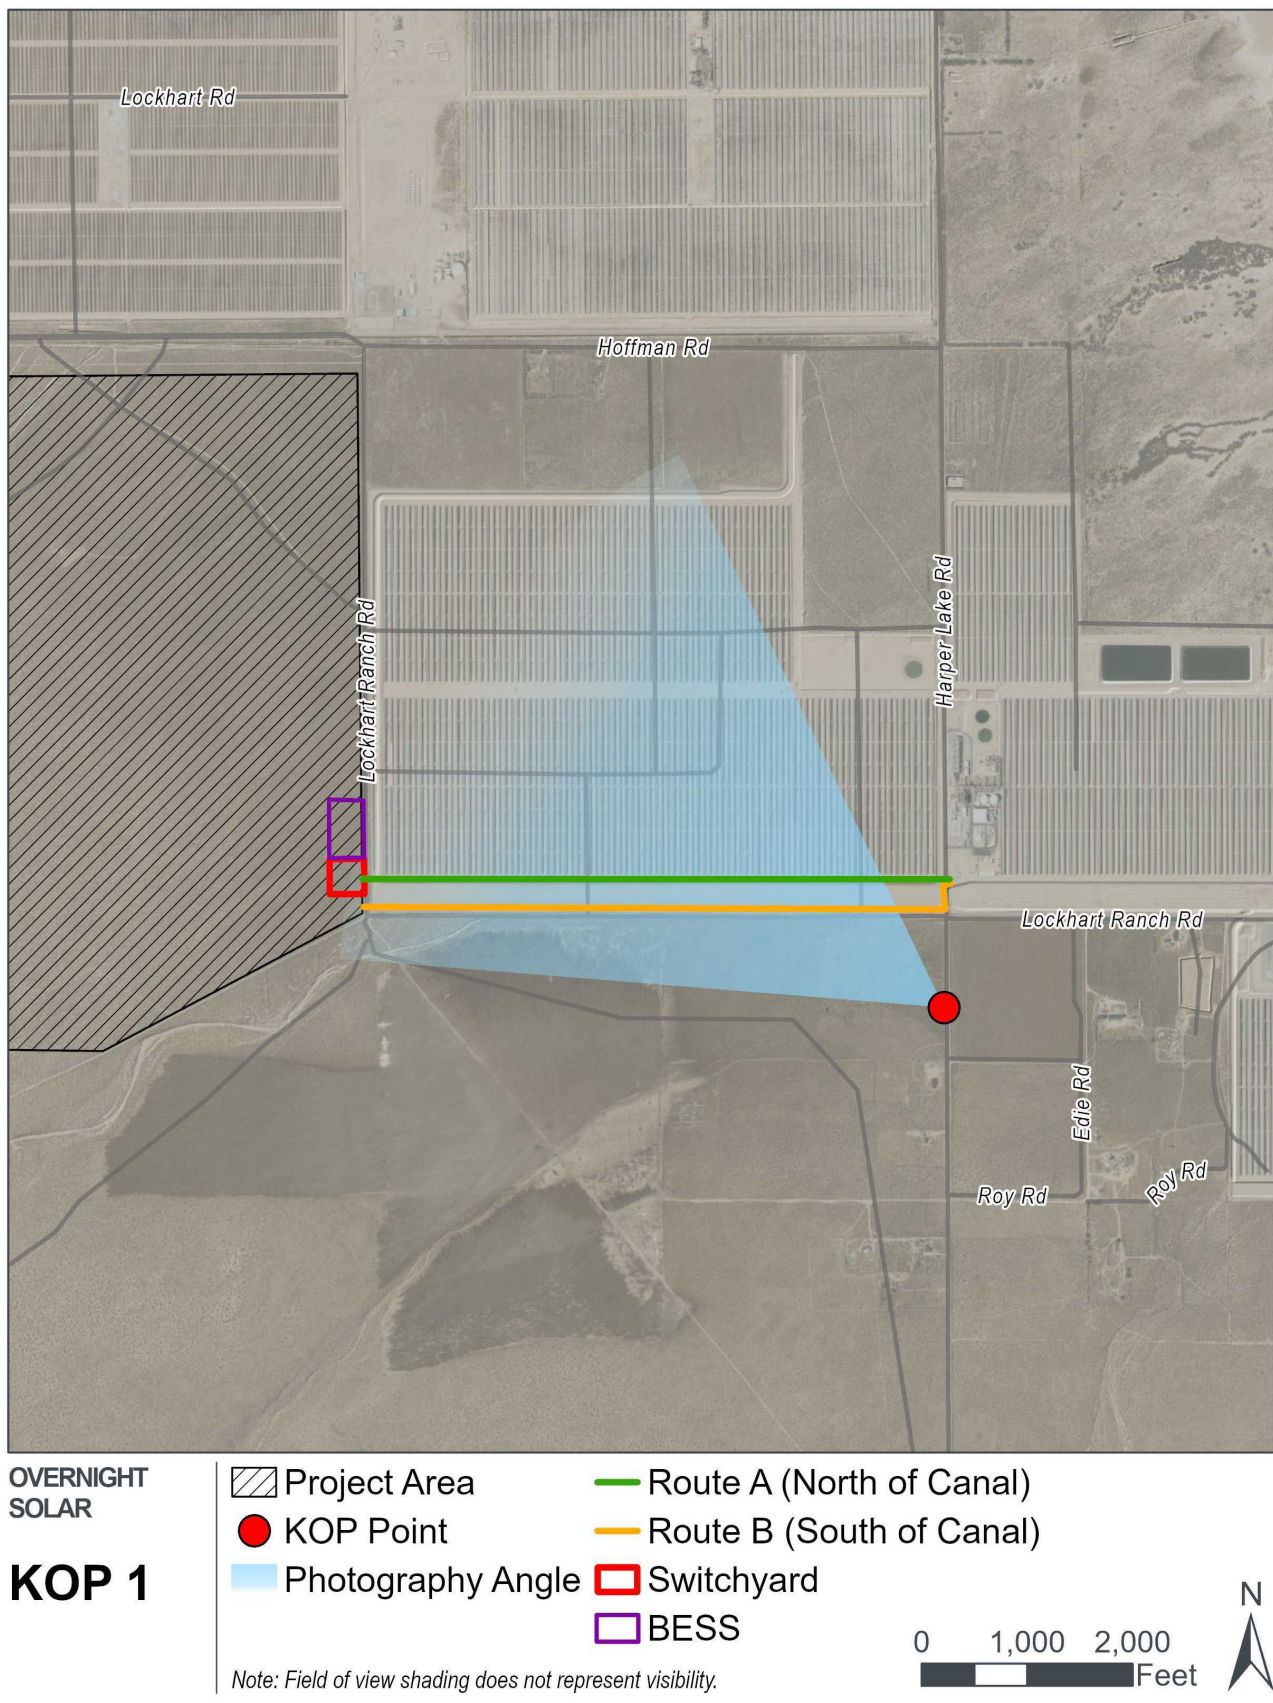 Lockhart Rd
Hoffman Rd
Lockhart Ranch Rd
Harper Lake Rd
Lockhart Ranch Rd
Edie Rd
Roy Rd
Roy Rd
OVERNIGHT
SOLAR
KOP 1
Project Area
KOP Point
Photography Angle
Route A (North of Canal)
Route B (South of Canal)
Switchyard
BESS
Note: Field of view shading does not represent visibility.
0 1,000 2,000
Feet
N